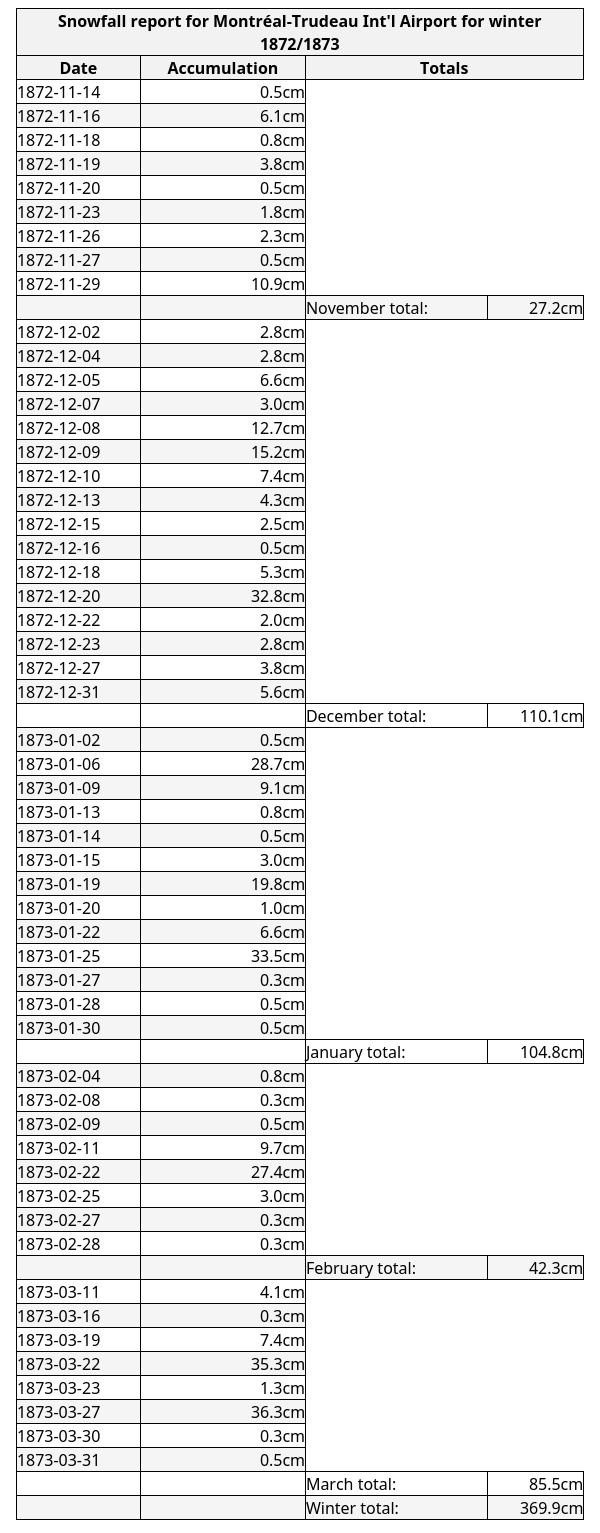 Snowfall report for Montréal-Trudeau Int'l Airport for winter
1872/1873
Date Accumulation Totals
1872-11-14 0.5cm
1872-11-16 6.1cm
1872-11-18 0.8cm
1872-11-19 3.8cm
1872-11-20 0.5cm
1872-11-23 1.8cm
1872-11-26 2.3cm
1872-11-27 0.5cm
1872-11-29 10.9cm
November total: 27.2cm
1872-12-02 2.8cm
1872-12-04 2.8cm
1872-12-05 6.6cm
1872-12-07 3.0cm
1872-12-08 12.7cm
1872-12-09 15.2cm
1872-12-10 7.4cm
1872-12-13 4.3cm
1872-12-15 2.5cm
1872-12-16 0.5cm
1872-12-18 5.3cm
1872-12-20 32.8cm
1872-12-22 2.0cm
1872-12-23 2.8cm
1872-12-27 3.8cm
1872-12-31 5.6cm
December total: 110.1cm
1873-01-02 0.5cm
1873-01-06 28.7cm
1873-01-09 9.1cm
1873-01-13 0.8cm
1873-01-14 0.5cm
1873-01-15 3.0cm
1873-01-19 19.8cm
1873-01-20 1.0cm
1873-01-22 6.6cm
1873-01-25 33.5cm
1873-01-27 0.3cm
1873-01-28 0.5cm
1873-01-30 0.5cm
January total: 104.8cm
1873-02-04 0.8cm
1873-02-08 0.3cm
1873-02-09 0.5cm
1873-02-11 9.7cm
1873-02-22 27.4cm
1873-02-25 3.0cm
1873-02-27 0.3cm
1873-02-28 0.3cm
February total: 42.3cm
1873-03-11 4.1cm
1873-03-16 0.3cm
1873-03-19 7.4cm
1873-03-22 35.3cm
1873-03-23 1.3cm
1873-03-27 36.3cm
1873-03-30 0.3cm
1873-03-31 0.5cm
March total: 85.5cm
Winter total: 369.9cm